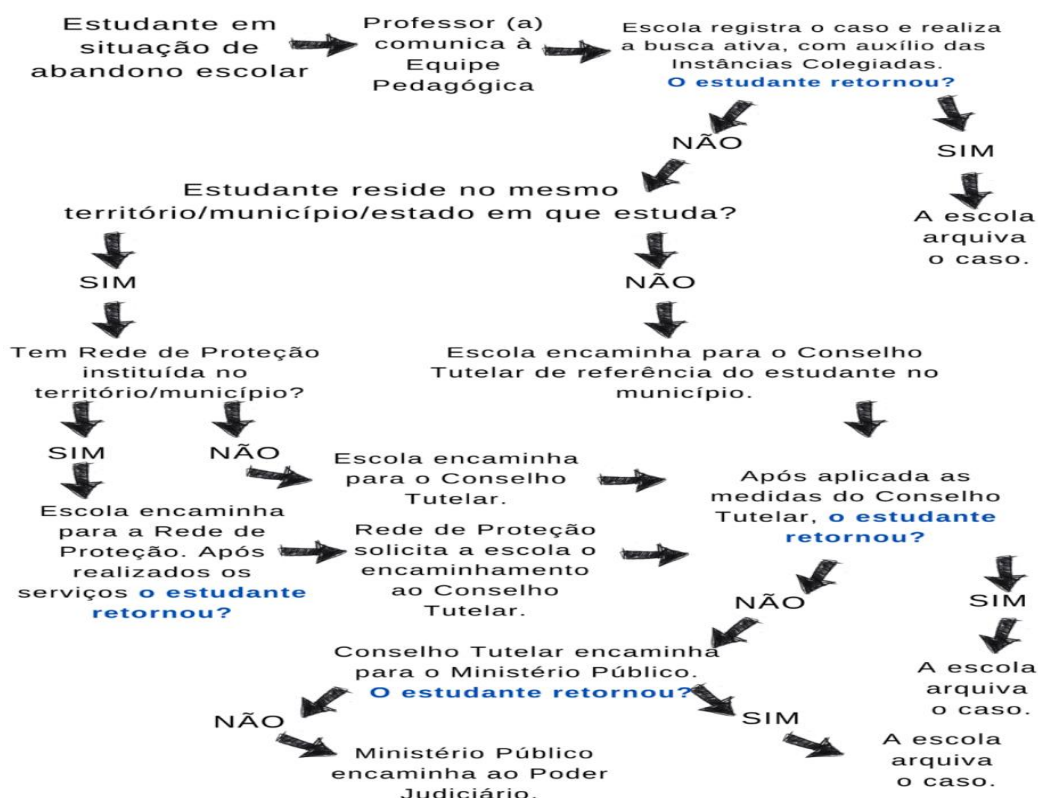 Estudante em
situação de
abandono escolar
Professor (a)
comunica à
Equipe
Pedagógica
Escola registra o caso e realiza
a busca ativa, com auxílio das
Instâncias Colegiadas.
O estudante retornou?
NÃO
SIM
A escola
arquiva
o caso.
Estudante reside no mesmo
território/município/estado em que estuda?
SIM
NÃO
Tem Rede de Proteção
instituída no
território/município?
Escola encaminha para o Conselho
Tutelar de referência do estudante no
município.
SIM
NÃO
Escola encaminha
para o Conselho
Tutelar.
Escola encaminha
para a Rede de
Proteção. Após
realizados os
serviços o estudante
retornou?
Rede de Proteção
solicita a escola o
encaminhamento
ao Conselho
Tutelar.
Após aplicada as
medidas do Conselho
Tutelar, o estudante
retornou?
NÃO
SIM
A escola
arquiva
o caso.
Conselho Tutelar encaminha
para o Ministério Público.
O estudante retornou?
NÃO
SIM
Ministério Público
encaminha ao Poder
Judiciário.
A escola
arquiva
o caso.